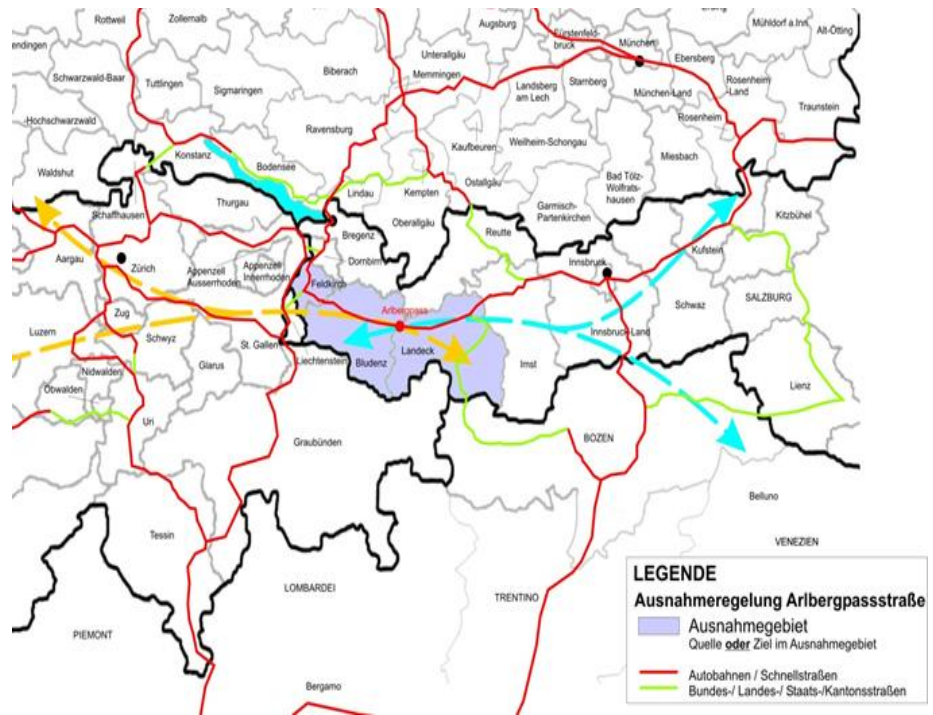 Rottweil
Zollernalb
Augsburg
Mühldorf a.Inn
Alt-Ötting
endingen
Unterallgäu
Fürstenfeld-
bruck
München
Ebersberg
Schwarzwald-Baar
Tuttlingen
Biberach
Memmingen
Landsberg
am Lech
Starnberg
Rosenheim
-Land
Sigmaringen
München-Land
Traunstein
-Hochschwarzwald
Ravensburg
Rosenheim
Kaufbeuren
Weilheim-Schongau
Konstanz
Bodensee
Miesbach
Waldshut
Lindau
Kempten
Ostallgäu
Bad Tölz-
Wolfrats-
hausen
Thurgau
Oberallgäu
Garmisch-
Partenkirchen
Kitzbühel
Schaffhausen
Bregenz
Reutte
Kufstein
Aargau
Zürich
Appenzell
Ausserrhoden
Appenzell
Innerrhoden
Dornbirn
Innsbruck
Feldkirch
Schwaz
SALZBURG
Arlbergpass
Zug
Luzern
Schwyz
St. Gallen
Innsbruck-Land
Glarus
Liechtenstein
Bludenz
Landeck
Imst
Nidwalden
Lienz
Obwalden
Uri
BOZEN
Graubünden
Belluno
Tessin
VENEZIEN
LOMBARDEI
TRENTINO
PIEMONT
Bergamo
LEGENDE
Ausnahmeregelung Arlbergpassstraße
Ausnahmegebiet
Quelle oder Ziel im Ausnahmegebiet
Autobahnen / Schnellstraßen
Bundes-/ Landes-/ Staats-/Kantonsstraßen